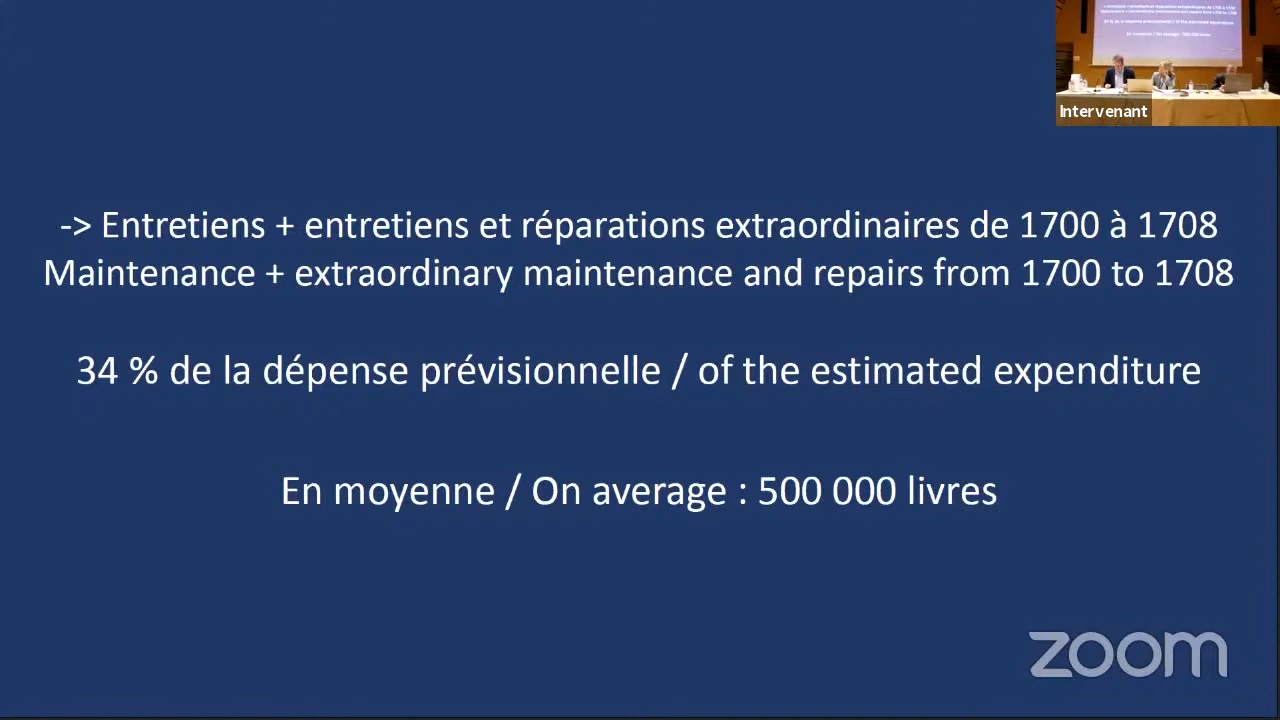 Intervenant
-> Entretiens + entretiens et réparations extraordinaires de 1700 à 1708
Maintenance + extraordinary maintenance and repairs from 1700 to 1708
34 % de la dépense prévisionnelle / of the estimated expenditure
En moyenne / On average : 500 000 livres
zoom